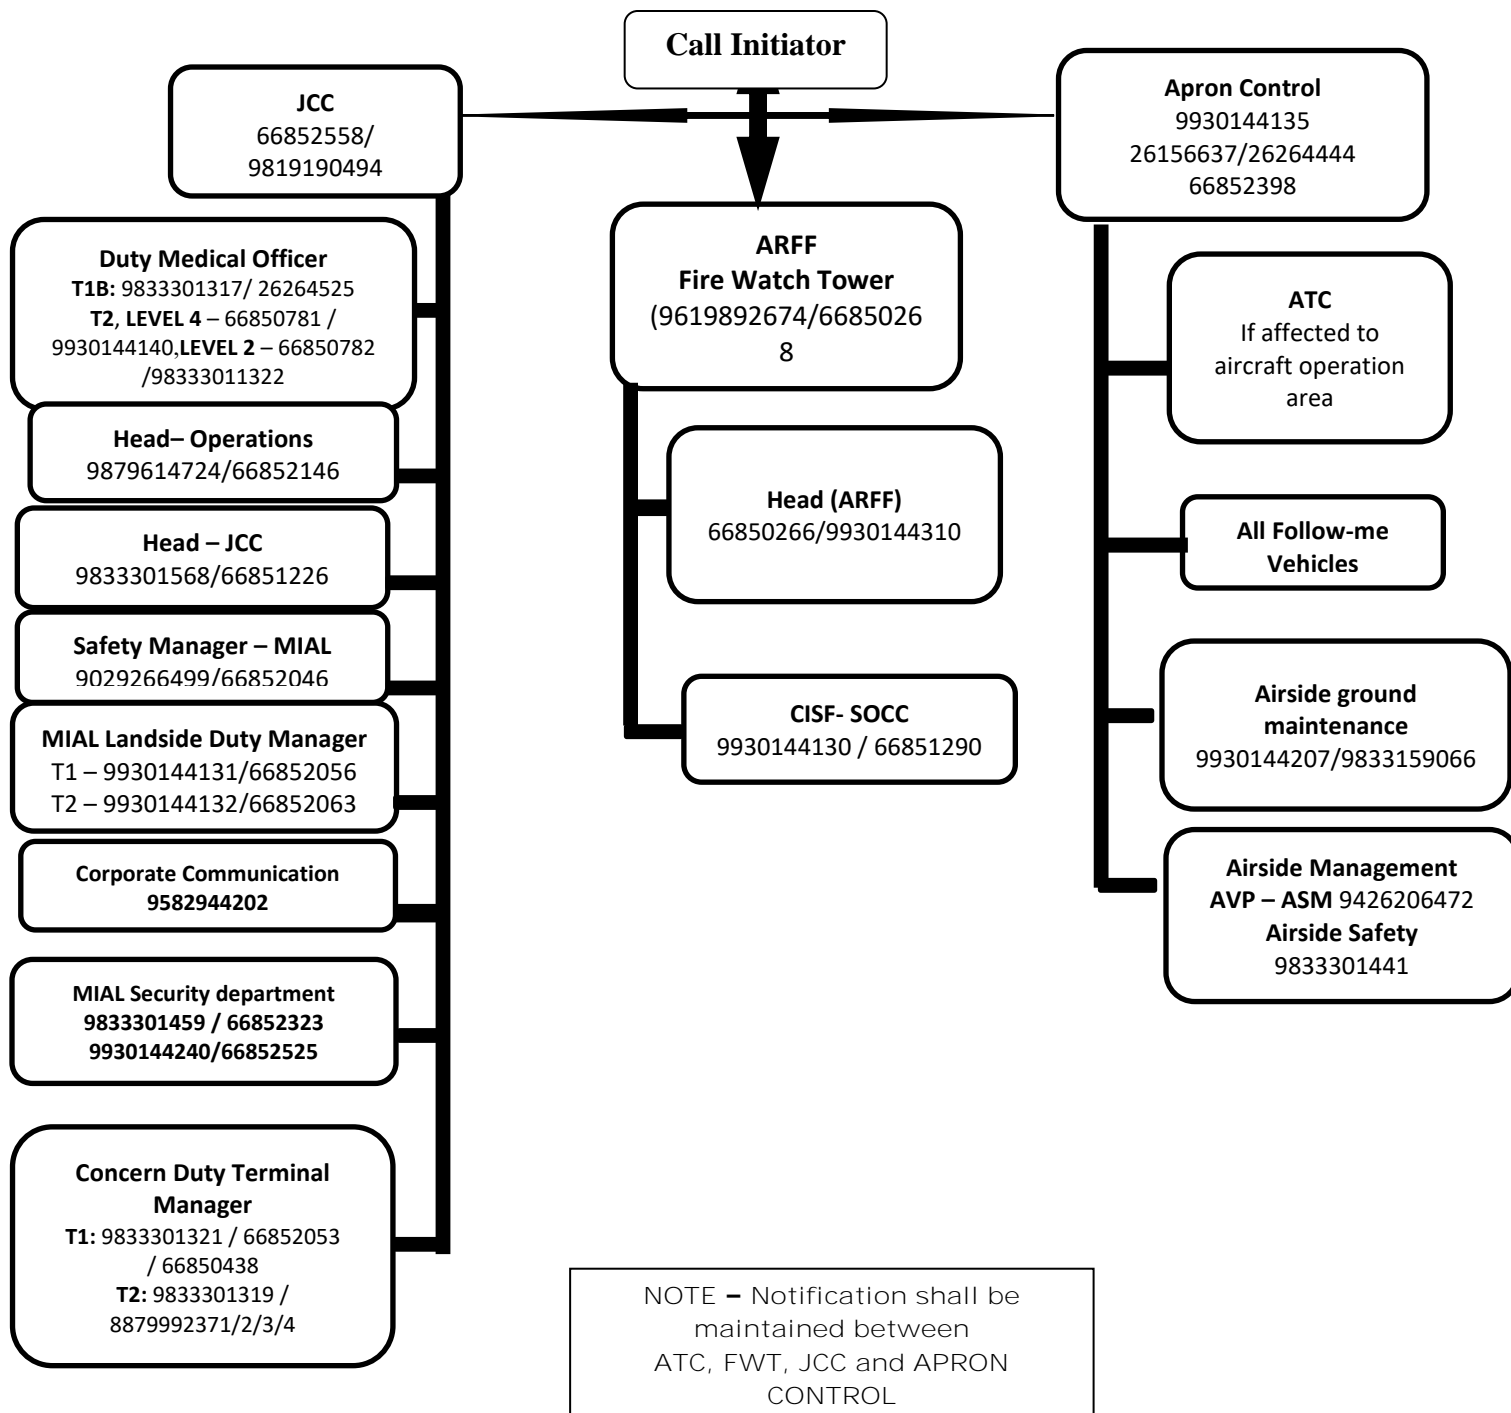 Call Initiator
JCC
66852558/
9819190494
Duty Medical Officer
T1B: 9833301317/ 26264525
T2, LEVEL 4 – 66850781 /
9930144140,LEVEL 2 – 66850782
/98333011322
Head– Operations
9879614724/66852146
Head – JCC
9833301568/66851226
Safety Manager – MIAL
9029266499/66852046
MIAL Landside Duty Manager
T1 – 9930144131/66852056
T2 – 9930144132/66852063
Corporate Communication
9582944202
MIAL Security department
9833301459 / 66852323
9930144240/66852525
Concern Duty Terminal
Manager
T1: 9833301321 / 66852053
/ 66850438
T2: 9833301319 /
8879992371/2/3/4
ARFF
Fire Watch Tower
(9619892674/6685026
8
Head (ARFF)
66850266/9930144310
CISF- SOCC
9930144130 / 66851290
Apron Control
9930144135
26156637/26264444
66852398
ATC
If affected to
aircraft operation
area
All Follow-me
Vehicles
Airside ground
maintenance
9930144207/9833159066
Airside Management
AVP – ASM 9426206472
Airside Safety
9833301441
NOTE – Notification shall be
maintained between
ATC, FWT, JCC and APRON
CONTROL